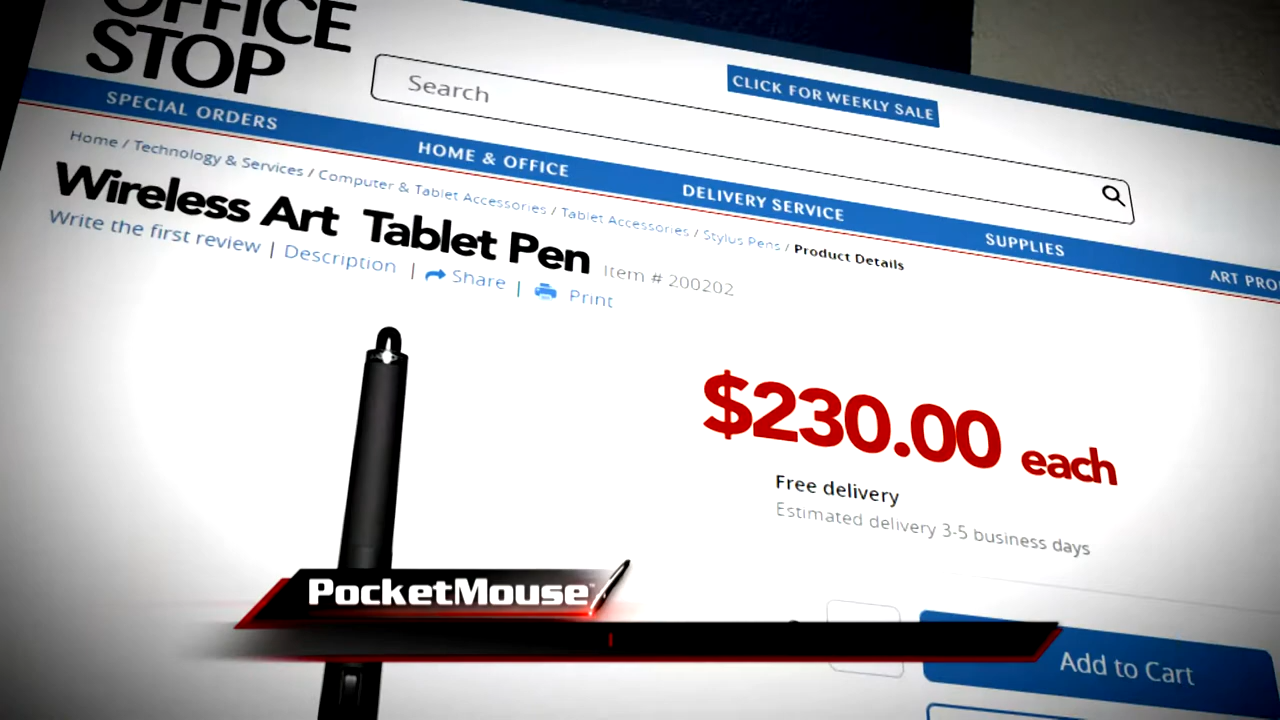 OFFICE
STOP
Search
CLICK FOR WEEKLY SALE
SPECIAL ORDERS
HOME & OFFICE
DELIVERY SERVICE
SUPPLIES
ART PRO
Home / Technology & Services / Computer & Tablet Accessories / Tablet Accessories / Stylus Pens / Product Details
Wireless Art Tablet Pen Item # 200202
Write the first review | Description | Share | Print
$230.00 each
Free delivery
Estimated delivery 3-5 business days
PocketMouse™
Add to Cart